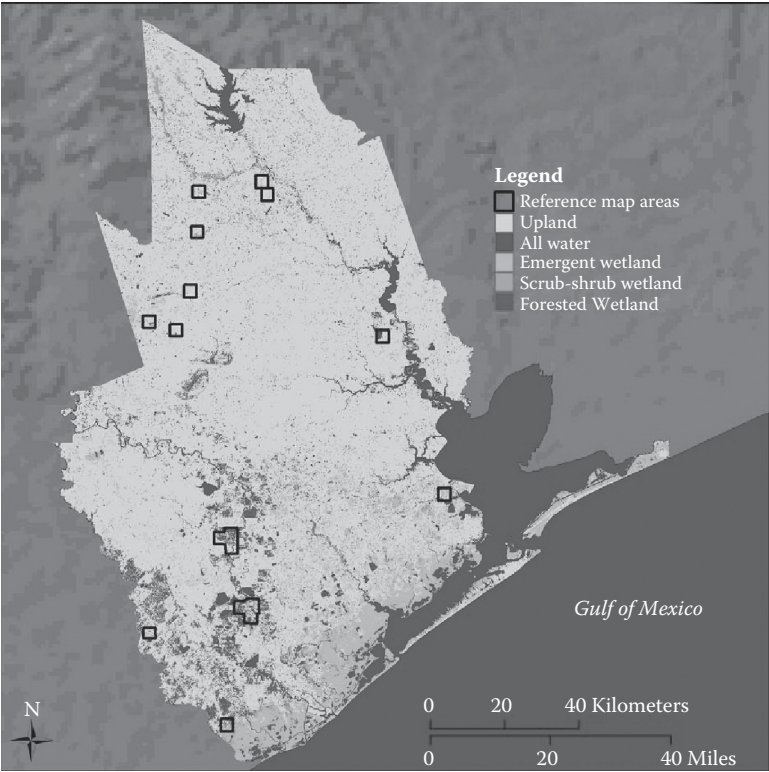 Legend
Reference map areas
Upland
All water
Emergent wetland
Scrub-shrub wetland
Forested Wetland
Gulf of Mexico
N
0 20 40 Kilometers
0 20 40 Miles